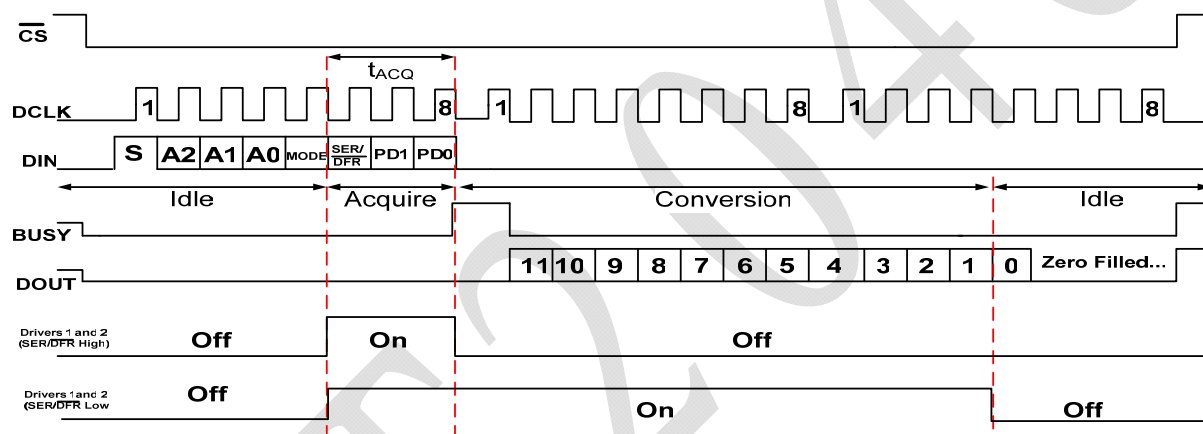 CS
tACQ
DCLK 1 8 1 8 1 8
DIN S A2 A1 A0 MODE SER/DFR PD1 PD0
Idle Acquire Conversion Idle
BUSY
DOUT 11 10 9 8 7 6 5 4 3 2 1 0 Zero Filled...
Drivers 1 and 2
(SER/DFR High) Off On Off
Drivers 1 and 2
(SER/DFR Low Off On Off